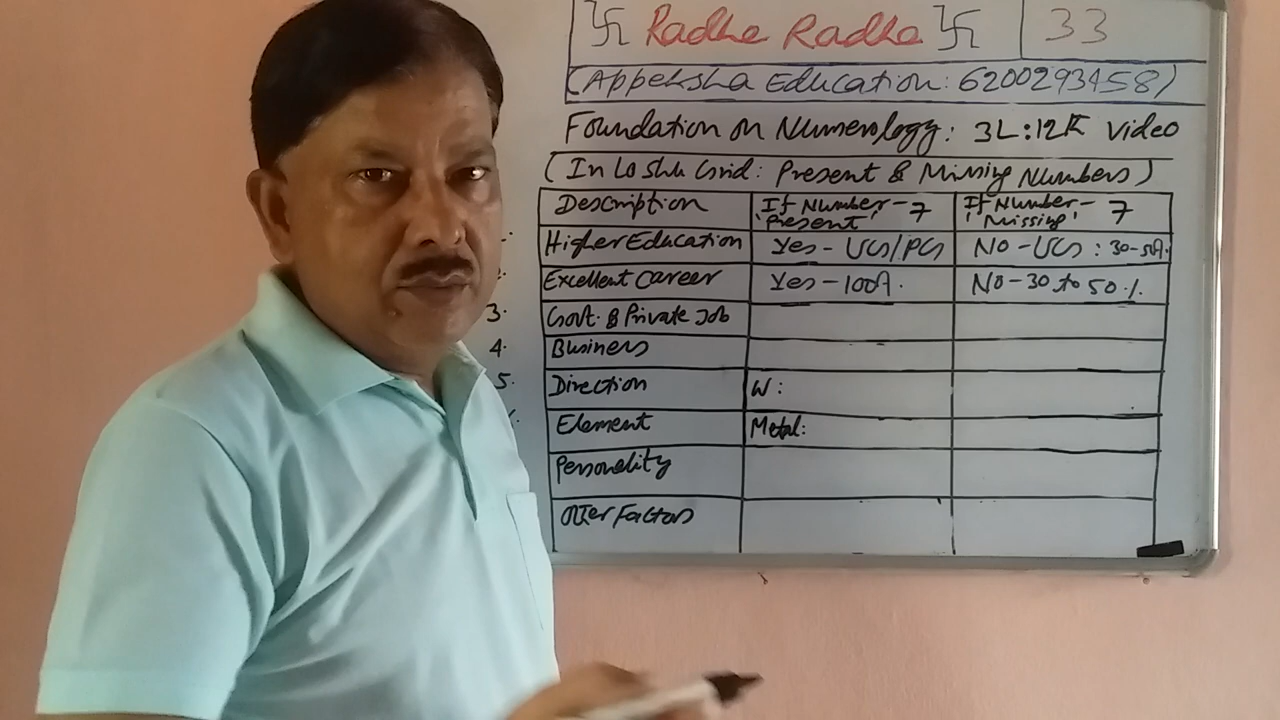 卐 Radhe Radha 卐 33
(Appeksha Education: 6200293458)
Foundation on Numerology: 3L:12th Video
(In Lo Shu Grid: Present & Missing Numbers)
Description If Number-7 'Present' If Number-7 'Missing'
Higher Education Yes - UG/PG No - UG: 30-50%.
2. Excellent Career Yes - 100%. No - 30 to 50%.
3. Govt. & Private Job
4. Business
5. Direction W:
Element Metal:
Personality
Other Factors